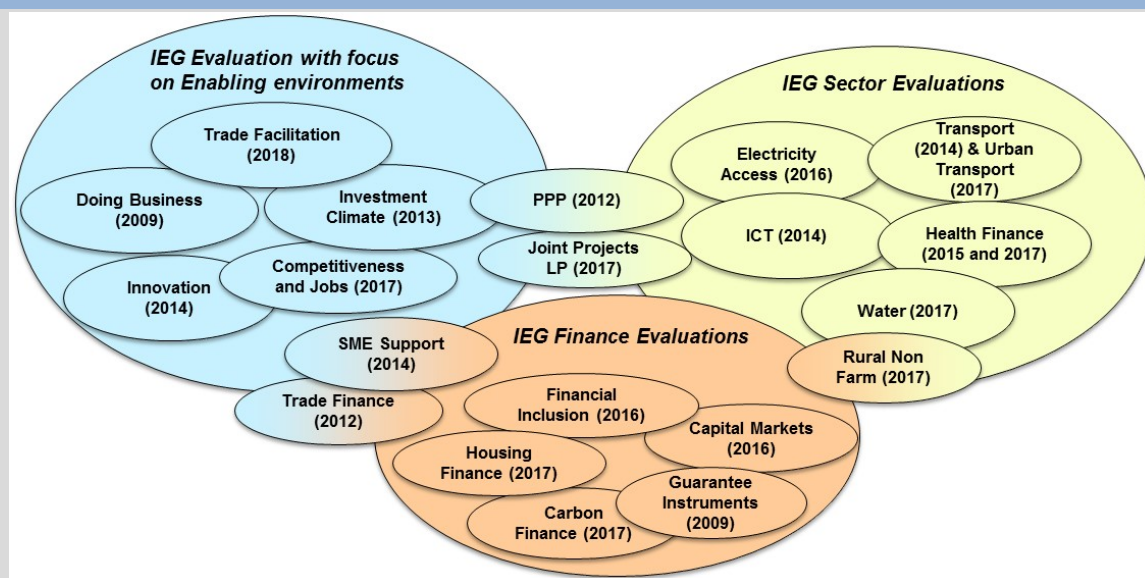 IEG Evaluation with focus
on Enabling environments
Trade Facilitation
(2018)
Doing Business
(2009)
Investment
Climate (2013)
Innovation
(2014)
Competitiveness
and Jobs (2017)
PPP (2012)
Joint Projects
LP (2017)
IEG Sector Evaluations
Electricity
Access (2016)
Transport
(2014) & Urban
Transport
(2017)
ICT (2014)
Health Finance
(2015 and 2017)
Water (2017)
Rural Non
Farm (2017)
SME Support
(2014)
Trade Finance
(2012)
IEG Finance Evaluations
Financial
Inclusion (2016)
Capital Markets
(2016)
Housing
Finance (2017)
Guarantee
Instruments
(2009)
Carbon
Finance (2017)